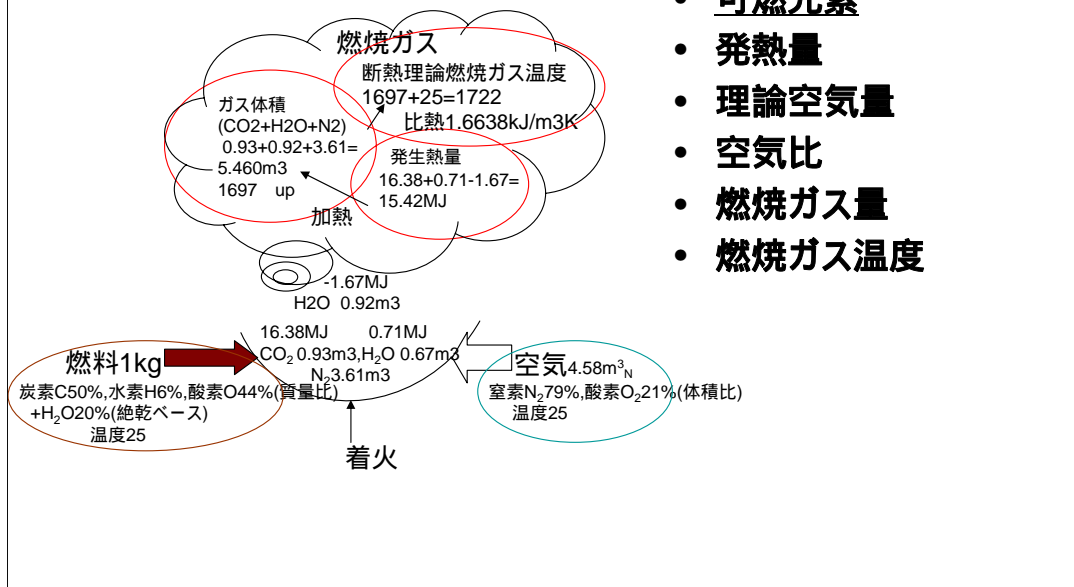 燃焼ガス
断熱理論燃焼ガス温度
1697+25=1722
比熱1.6638kJ/m3K
ガス体積
(CO2+H2O+N2)
0.93+0.92+3.61=
5.460m3
1697 up
発生熱量
16.38+0.71-1.67=
15.42MJ
加熱
-1.67MJ
H2O 0.92m3
16.38MJ 0.71MJ
CO₂ 0.93m3,H₂O 0.67m3
N₂3.61m3
燃料1kg
炭素C50%,水素H6%,酸素O44%(質量比)
+H₂O20%(絶乾ベース)
温度25
空気4.58m³N
窒素N₂79%,酸素O₂21%(体積比)
温度25
着火
• 可燃元素
• 発熱量
• 理論空気量
• 空気比
• 燃焼ガス量
• 燃焼ガス温度